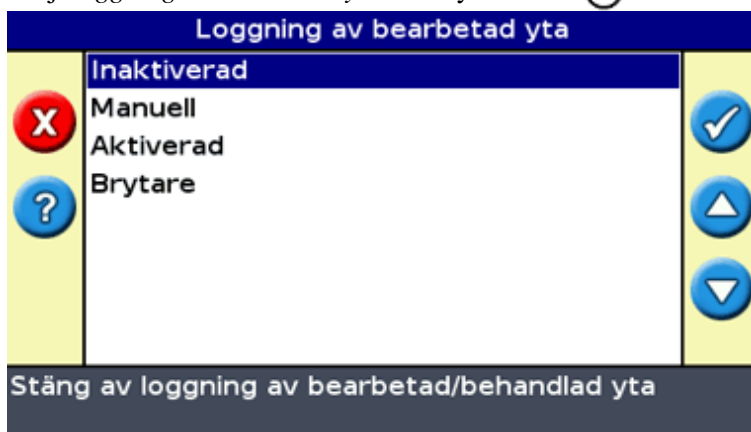 Loggning av bearbetad yta
Inaktiverad
Manuell
Aktiverad
Brytare
X
?
Stäng av loggning av bearbetad/behandlad yta